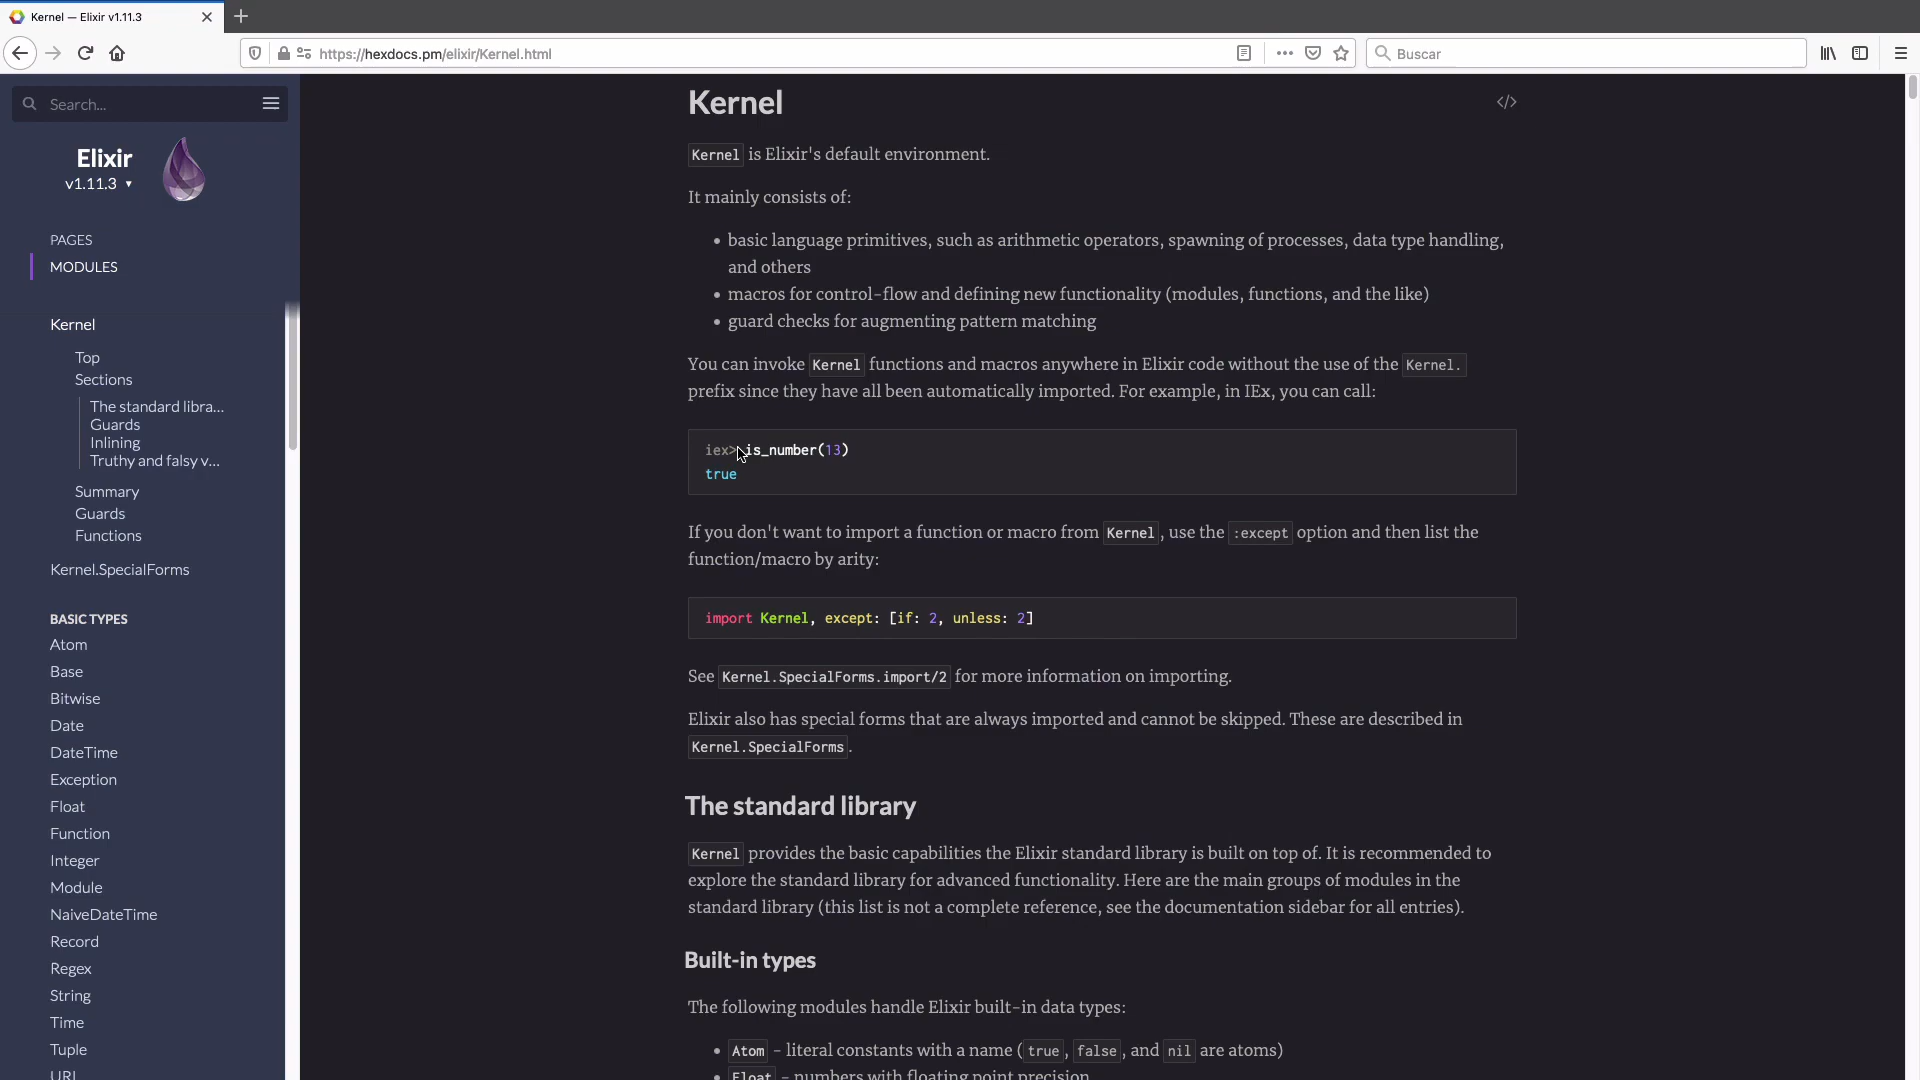 Kernel — Elixir v1.11.3
https://hexdocs.pm/elixir/Kernel.html
Buscar
Search...
Elixir
v1.11.3
PAGES
MODULES
Kernel
Top
Sections
The standard libra...
Guards
Inlining
Truthy and falsy v...
Summary
Guards
Functions
Kernel.SpecialForms
BASIC TYPES
Atom
Base
Bitwise
Date
DateTime
Exception
Float
Function
Integer
Module
NaiveDateTime
Record
Regex
String
Time
Tuple
URI
Kernel
</>
Kernel is Elixir's default environment.
It mainly consists of:
• basic language primitives, such as arithmetic operators, spawning of processes, data type handling,
and others
• macros for control-flow and defining new functionality (modules, functions, and the like)
• guard checks for augmenting pattern matching
You can invoke Kernel functions and macros anywhere in Elixir code without the use of the Kernel.
prefix since they have all been automatically imported. For example, in IEx, you can call:
iex> is_number(13)
true
If you don't want to import a function or macro from Kernel, use the :except option and then list the
function/macro by arity:
import Kernel, except: [if: 2, unless: 2]
See Kernel.SpecialForms.import/2 for more information on importing.
Elixir also has special forms that are always imported and cannot be skipped. These are described in
Kernel.SpecialForms.
The standard library
Kernel provides the basic capabilities the Elixir standard library is built on top of. It is recommended to
explore the standard library for advanced functionality. Here are the main groups of modules in the
standard library (this list is not a complete reference, see the documentation sidebar for all entries).
Built-in types
The following modules handle Elixir built-in data types:
• Atom - literal constants with a name (true, false, and nil are atoms)
• Float - numbers with floating point precision